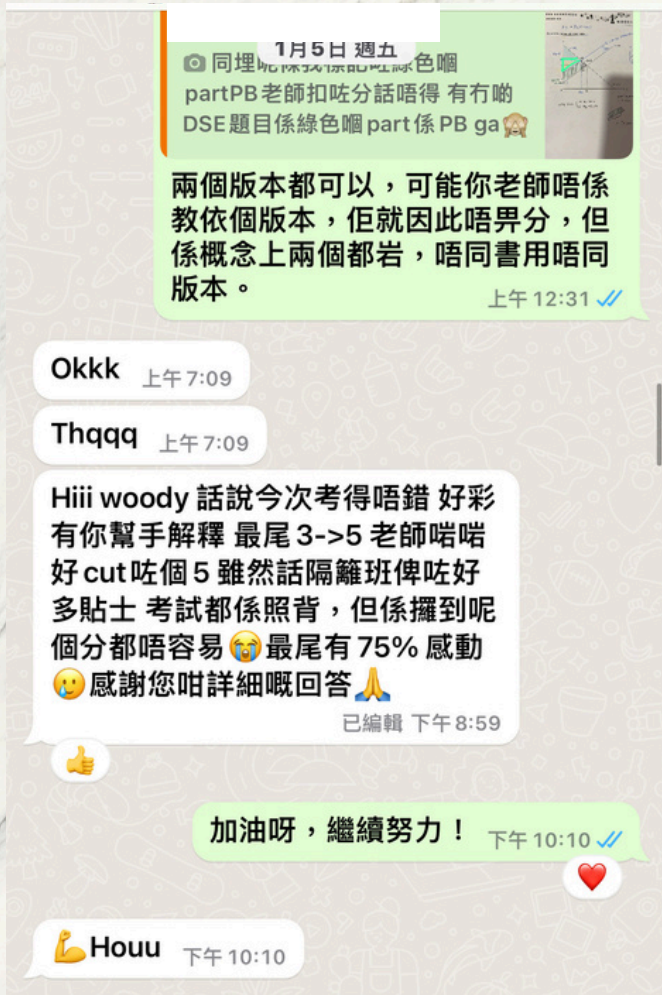 1月5日 週五
同埋呢條我標記咗綠色嗰
partPB老師扣咗分話唔得 有冇啲
DSE題目係綠色嗰part係PB ga🙈
兩個版本都可以，可能你老師唔係
教依個版本，佢就因此唔畀分，但
係概念上兩個都岩，唔同書用唔同
版本。
上午 12:31
Okkk 上午 7:09
Thqqq 上午 7:09
Hiii woody 話說今次考得唔錯 好彩
有你幫手解釋 最尾 3->5 老師啱啱
好cut咗個5 雖然話隔籬班俾咗好
多貼士 考試都係照背，但係攞到呢
個分都唔容易😭最尾有 75% 感動
🥲感謝您咁詳細嘅回答🙏
已編輯 下午 8:59
👍
加油呀，繼續努力！ 下午 10:10
❤️
💪Houu 下午 10:10